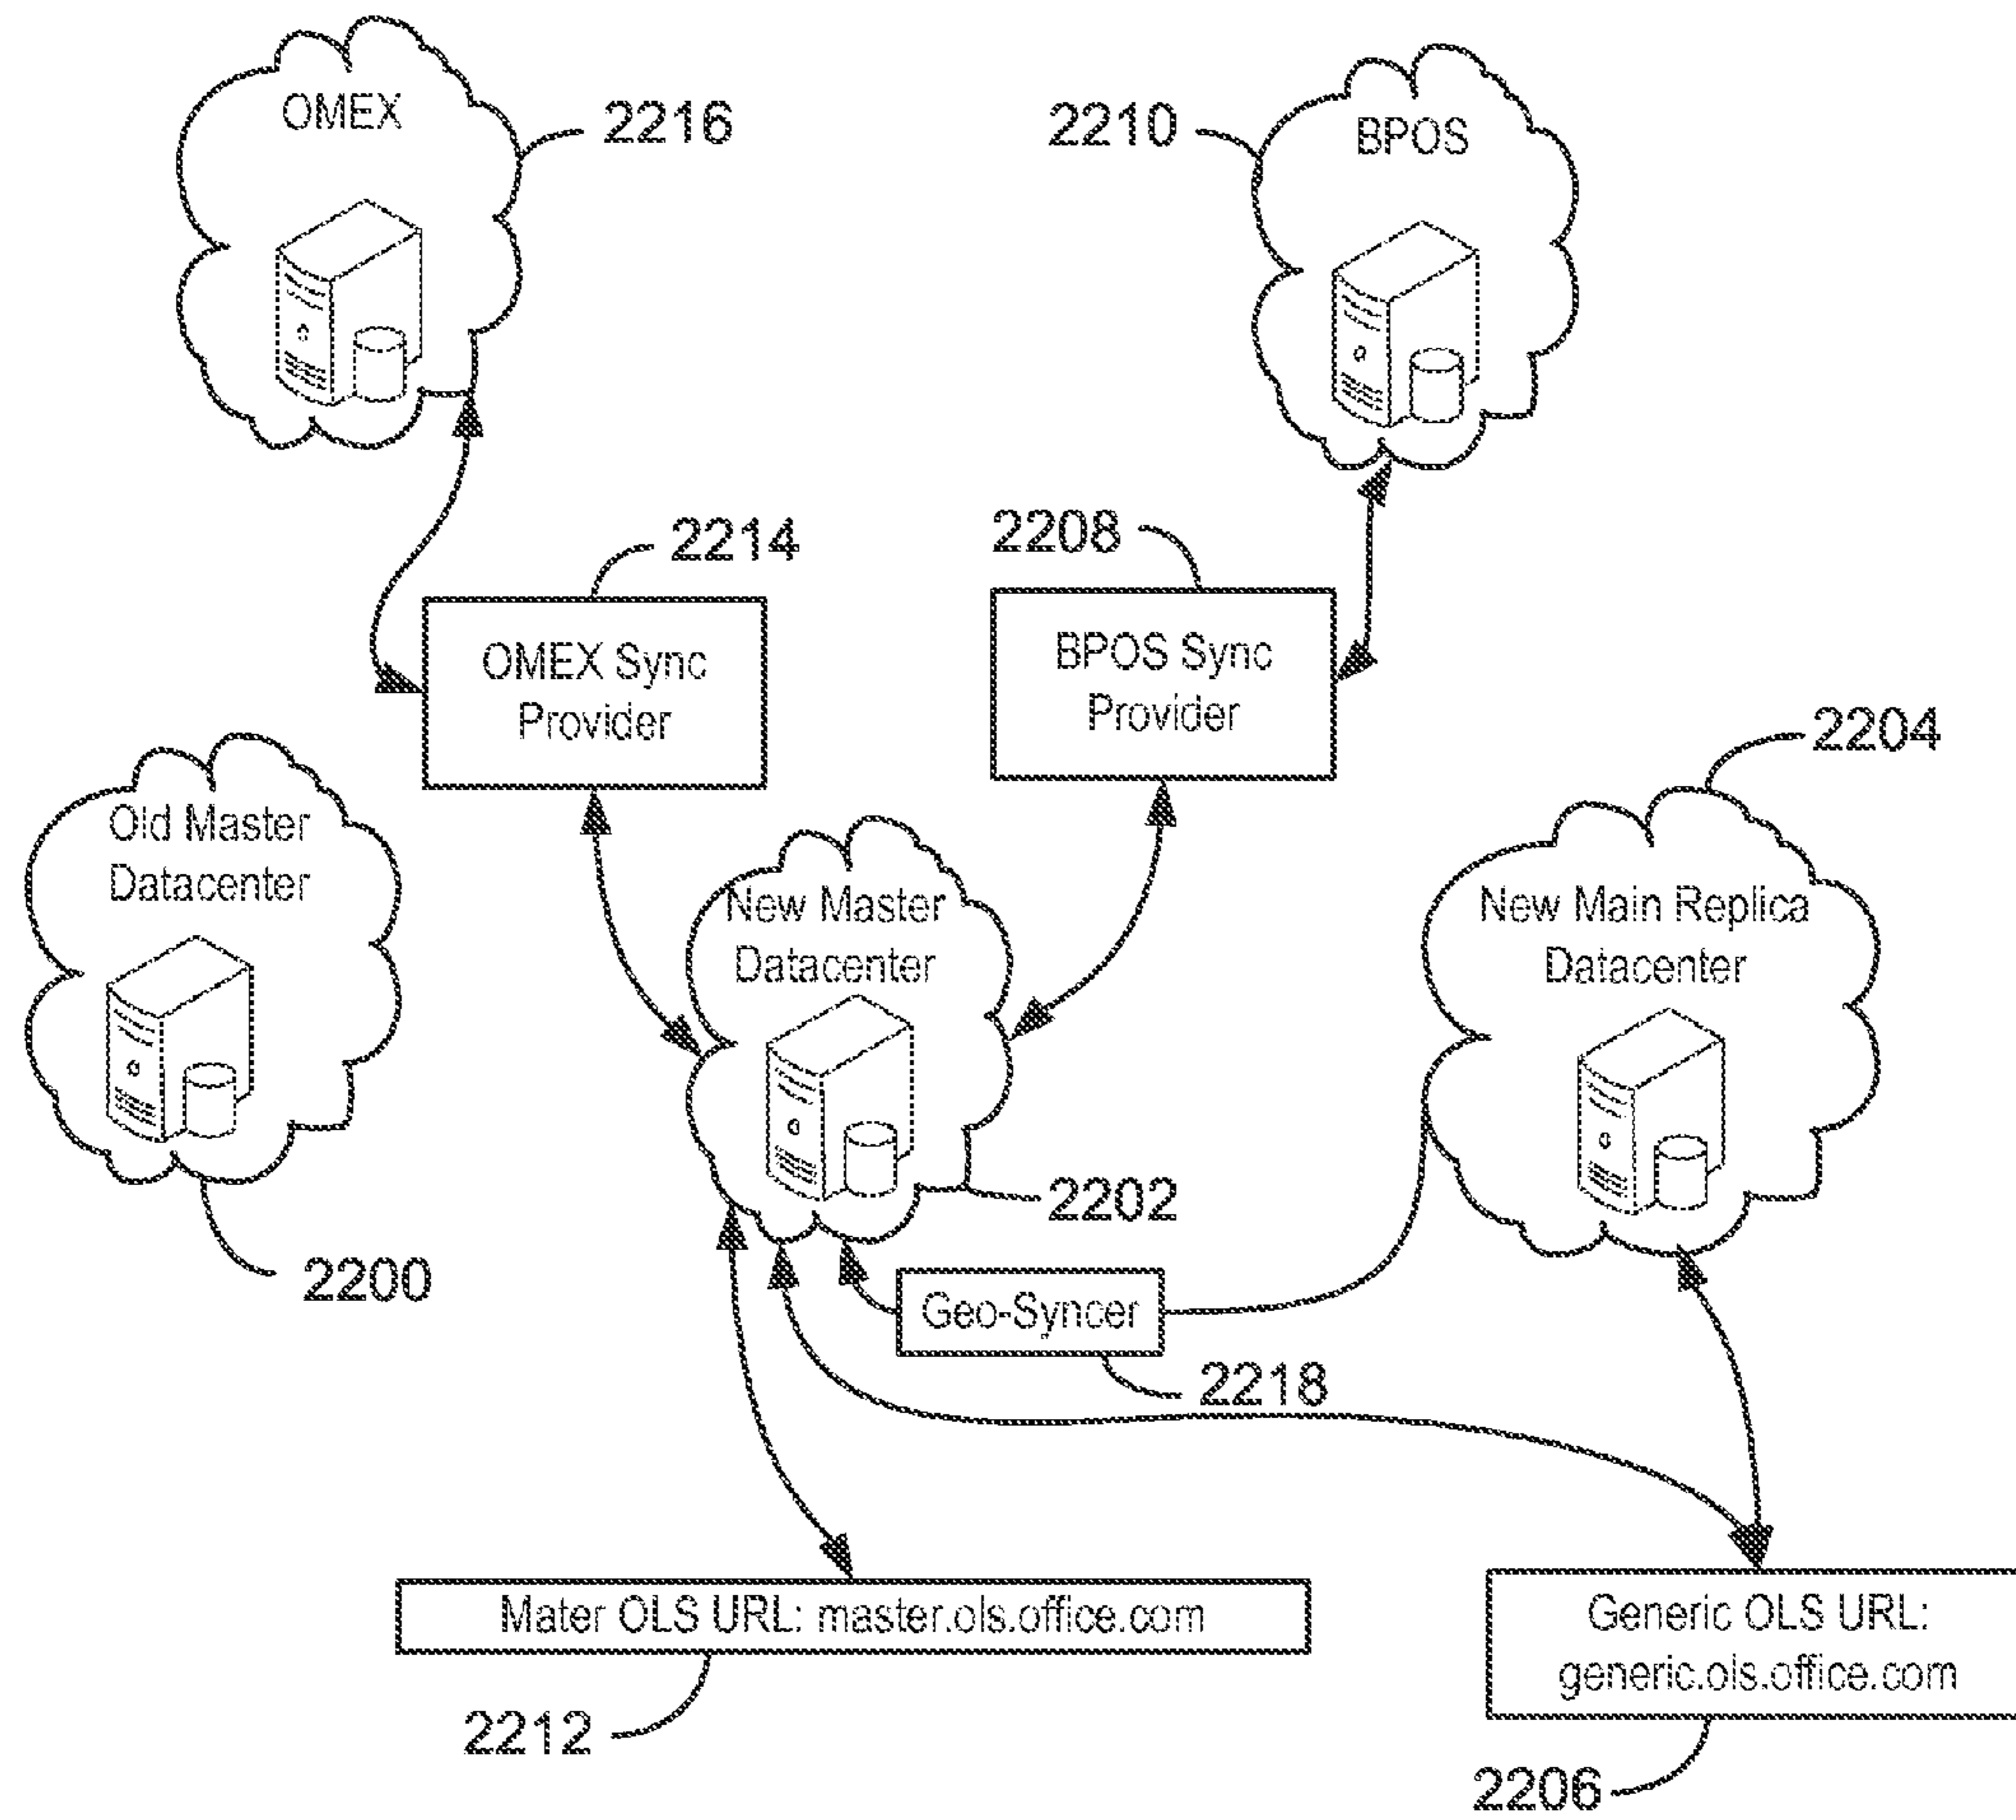 OMEX
2216
2210
BPOS
2214
2208
OMEX Sync
Provider
BPOS Sync
Provider
2204
Old Master
Datacenter
New Master
Datacenter
New Main Replica
Datacenter
2202
2200
Geo-Syncer
2218
Mater OLS URL: master.ols.office.com
Generic OLS URL:
generic.ols.office.com
2212
2206